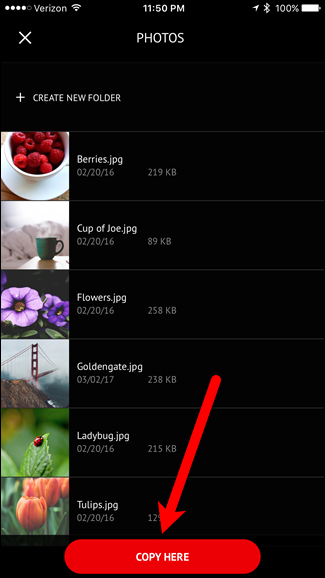 Verizon 11:50 PM 100%
PHOTOS
+ CREATE NEW FOLDER
Berries.jpg
02/20/16 219 KB
Cup of Joe.jpg
02/20/16 89 KB
Flowers.jpg
02/20/16 258 KB
Goldengate.jpg
03/02/17 238 KB
Ladybug.jpg
02/20/16 215 KB
Tulips.jpg
02/20/16
COPY HERE